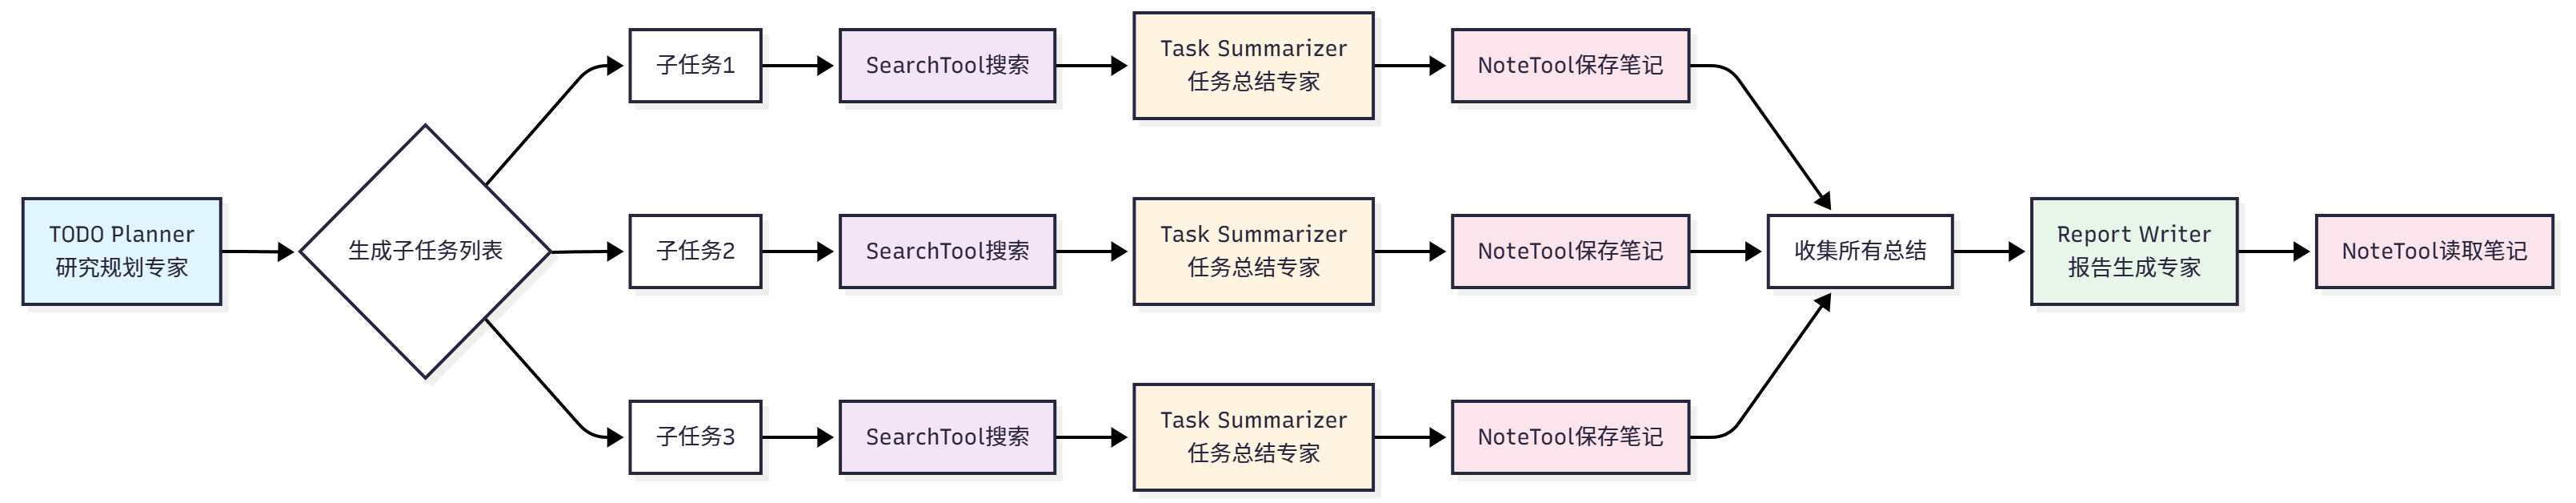 TODO Planner
研究规划专家
生成子任务列表
子任务1
SearchTool搜索
Task Summarizer
任务总结专家
NoteTool保存笔记
子任务2
SearchTool搜索
Task Summarizer
任务总结专家
NoteTool保存笔记
子任务3
SearchTool搜索
Task Summarizer
任务总结专家
NoteTool保存笔记
收集所有总结
Report Writer
报告生成专家
NoteTool读取笔记